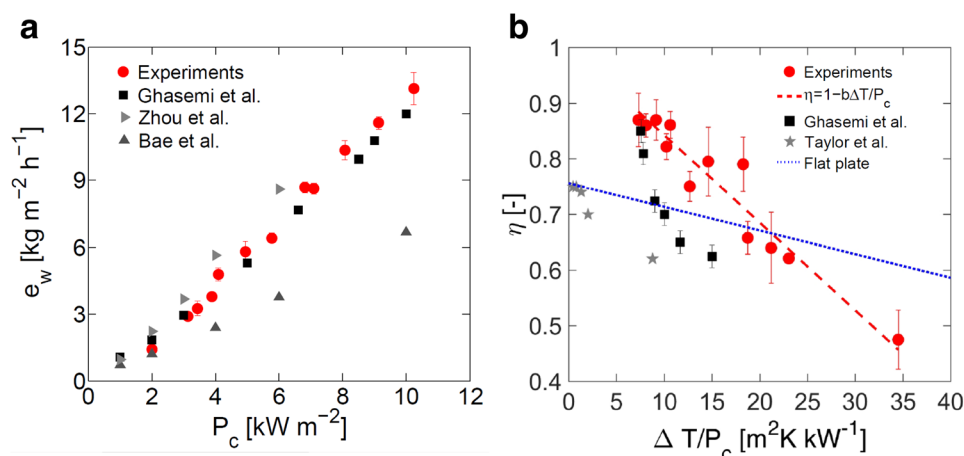 a
15
12
9
6
3
0
e_w [kg m⁻² h⁻¹]
Experiments
Ghasemi et al.
Zhou et al.
Bae et al.
0 2 4 6 8 10 12
P_c [kW m⁻²]
b
1
0.9
0.8
0.7
0.6
0.5
0.4
η [-]
Experiments
η=1−bΔT/P_c
Ghasemi et al.
Taylor et al.
Flat plate
0 5 10 15 20 25 30 35 40
Δ T/P_c [m²K kW⁻¹]